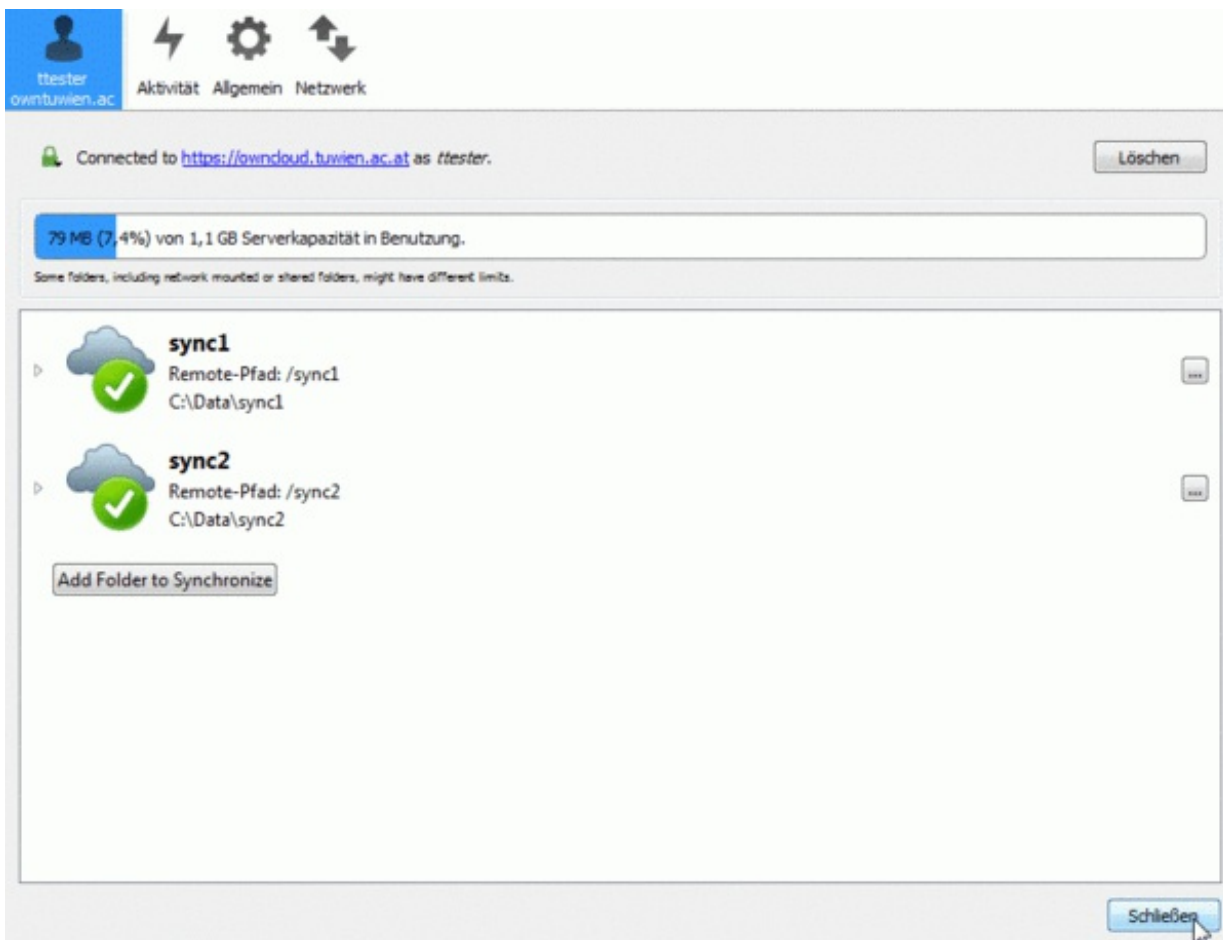 ttester
owntuwien.ac
Aktivität Allgemein Netzwerk
Connected to https://owncloud.tuwien.ac.at as ttester.
Löschen
79 MB (7,4%) von 1,1 GB Serverkapazität in Benutzung.
Some folders, including network mounted or shared folders, might have different limits.
sync1
Remote-Pfad: /sync1
...
C:\Data\sync1
sync2
Remote-Pfad: /sync2
...
C:\Data\sync2
Add Folder to Synchronize
Schließen